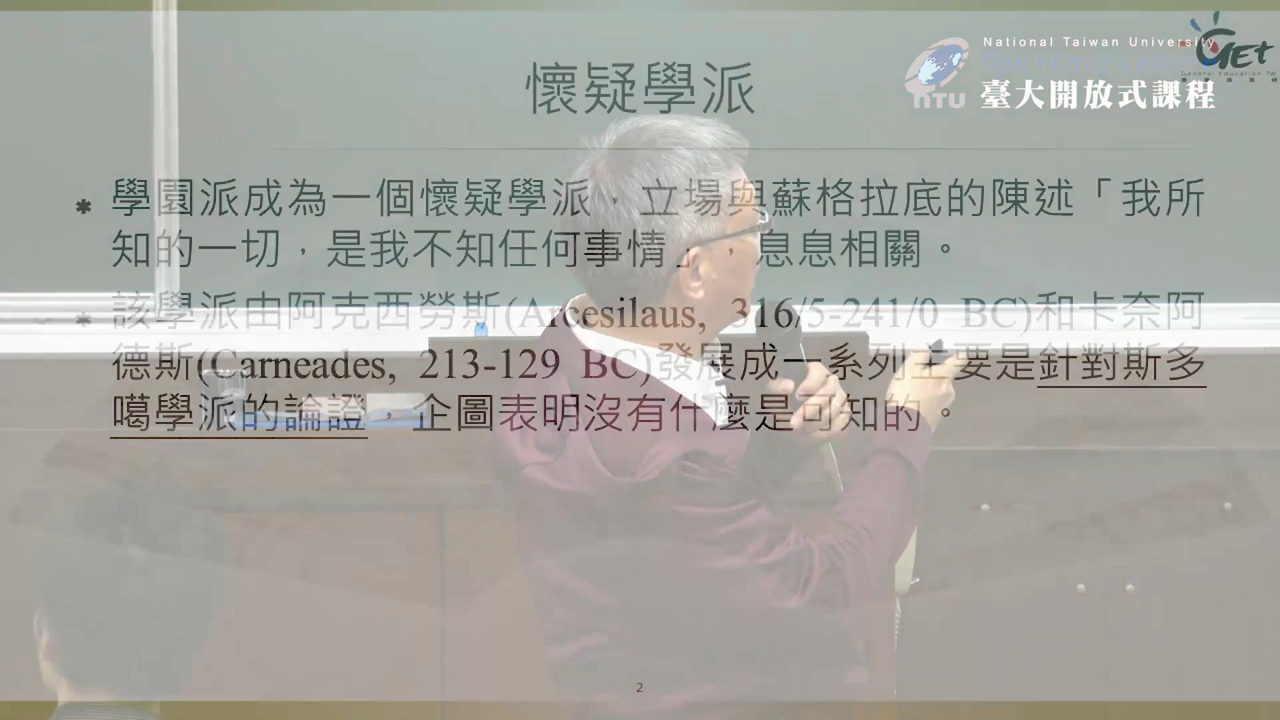 National Taiwan University
臺大開放式課程
GET
General Education
懷疑學派
* 學園派成為一個懷疑學派，立場與蘇格拉底的陳述「我所
知的一切，是我不知任何事情」，息息相關。
* 該學派由阿克西勞斯(Arcesilaus, 316/5-241/0 BC)和卡奈阿
德斯(Carneades, 213-129 BC)發展成一系列主要是針對斯多
噶學派的論證，企圖表明沒有什麼是可知的。
2